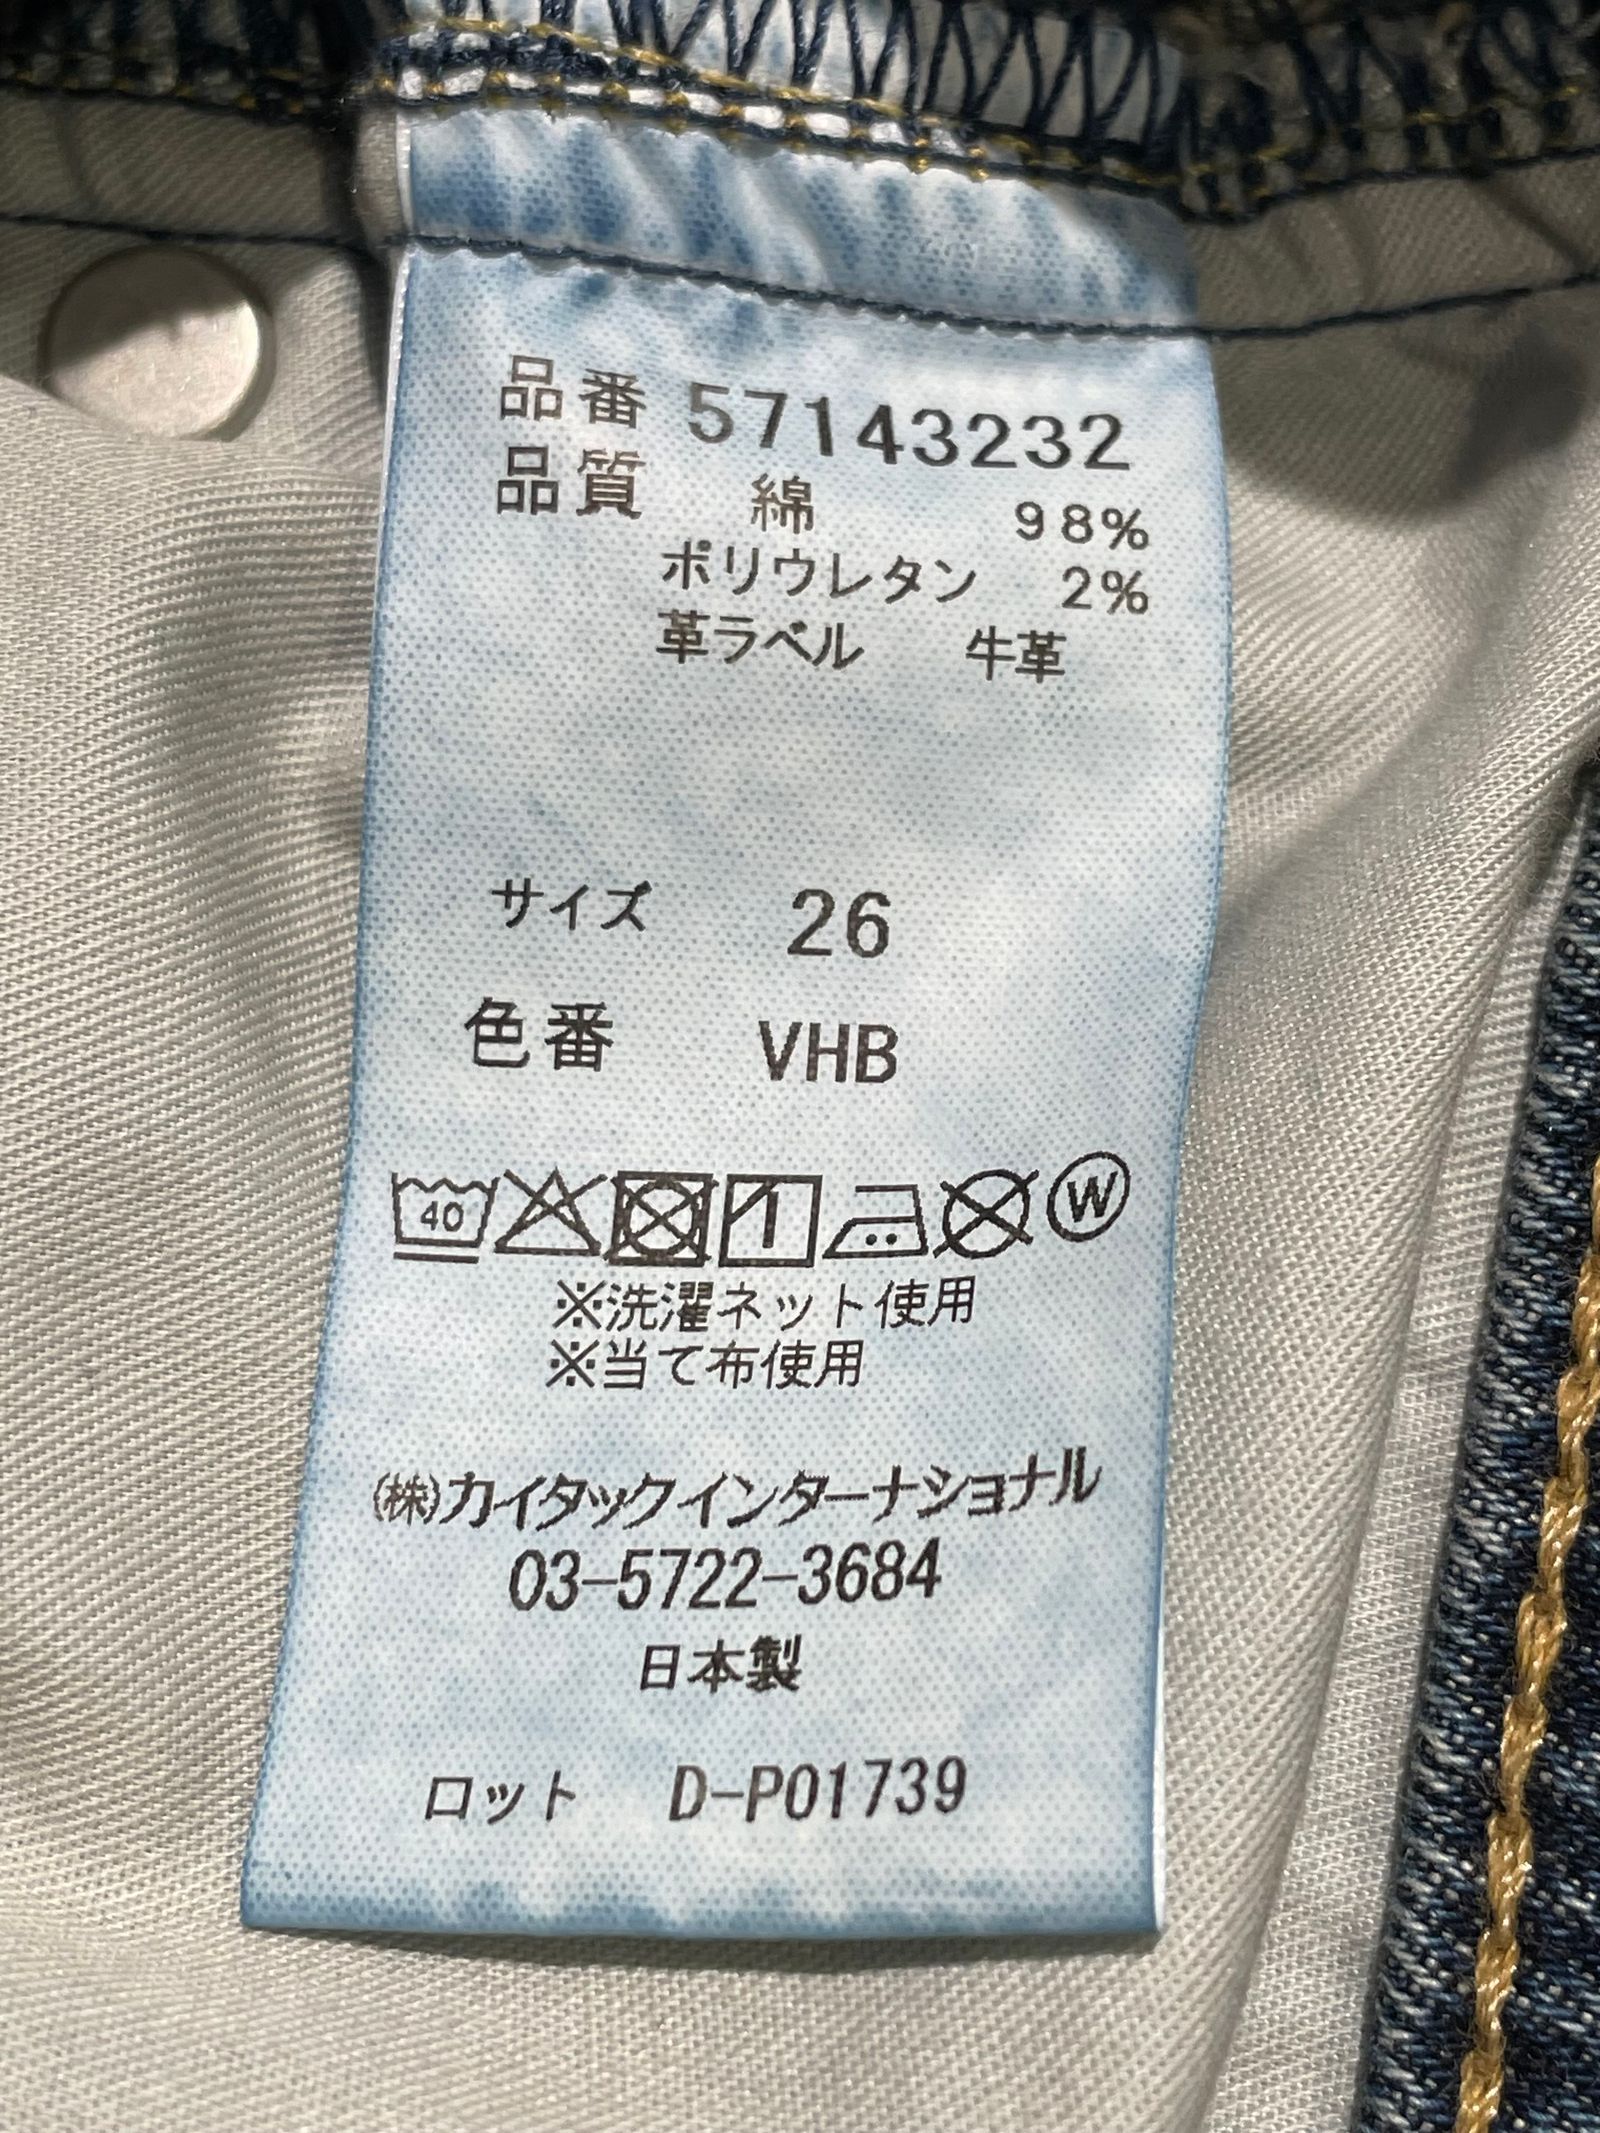 品番 57143232
品質 綿 98%
ポリウレタン 2%
革ラベル 牛革
サイズ 26
色番 VHB
40 W
※洗濯ネット使用
※当て布使用
(株)カイタックインターナショナル
03-5722-3684
日本製
ロット D-P01739